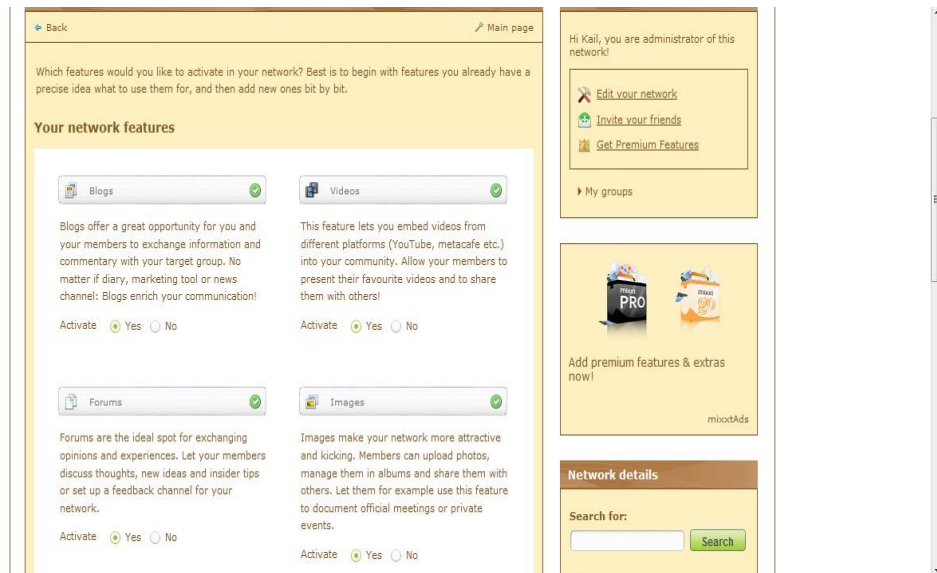 Back
Main page
Which features would you like to activate in your network? Best is to begin with features you already have a
precise idea what to use them for, and then add new ones bit by bit.
Your network features
Blogs
Blogs offer a great opportunity for you and
your members to exchange information and
commentary with your target group. No
matter if diary, marketing tool or news
channel: Blogs enrich your communication!
Activate Yes No
Videos
This feature lets you embed videos from
different platforms (YouTube, metacafe etc.)
into your community. Allow your members to
present their favourite videos and to share
them with others!
Activate Yes No
Forums
Forums are the ideal spot for exchanging
opinions and experiences. Let your members
discuss thoughts, new ideas and insider tips
or set up a feedback channel for your
network.
Activate Yes No
Images
Images make your network more attractive
and kicking. Members can upload photos,
manage them in albums and share them with
others. Let them for example use this feature
to document official meetings or private
events.
Activate Yes No
Hi Kail, you are administrator of this
network!
Edit your network
Invite your friends
Get Premium Features
My groups
mixxt
PRO
mixxt
Add premium features & extras
now!
mixxtAds
Network details
Search for:
Search